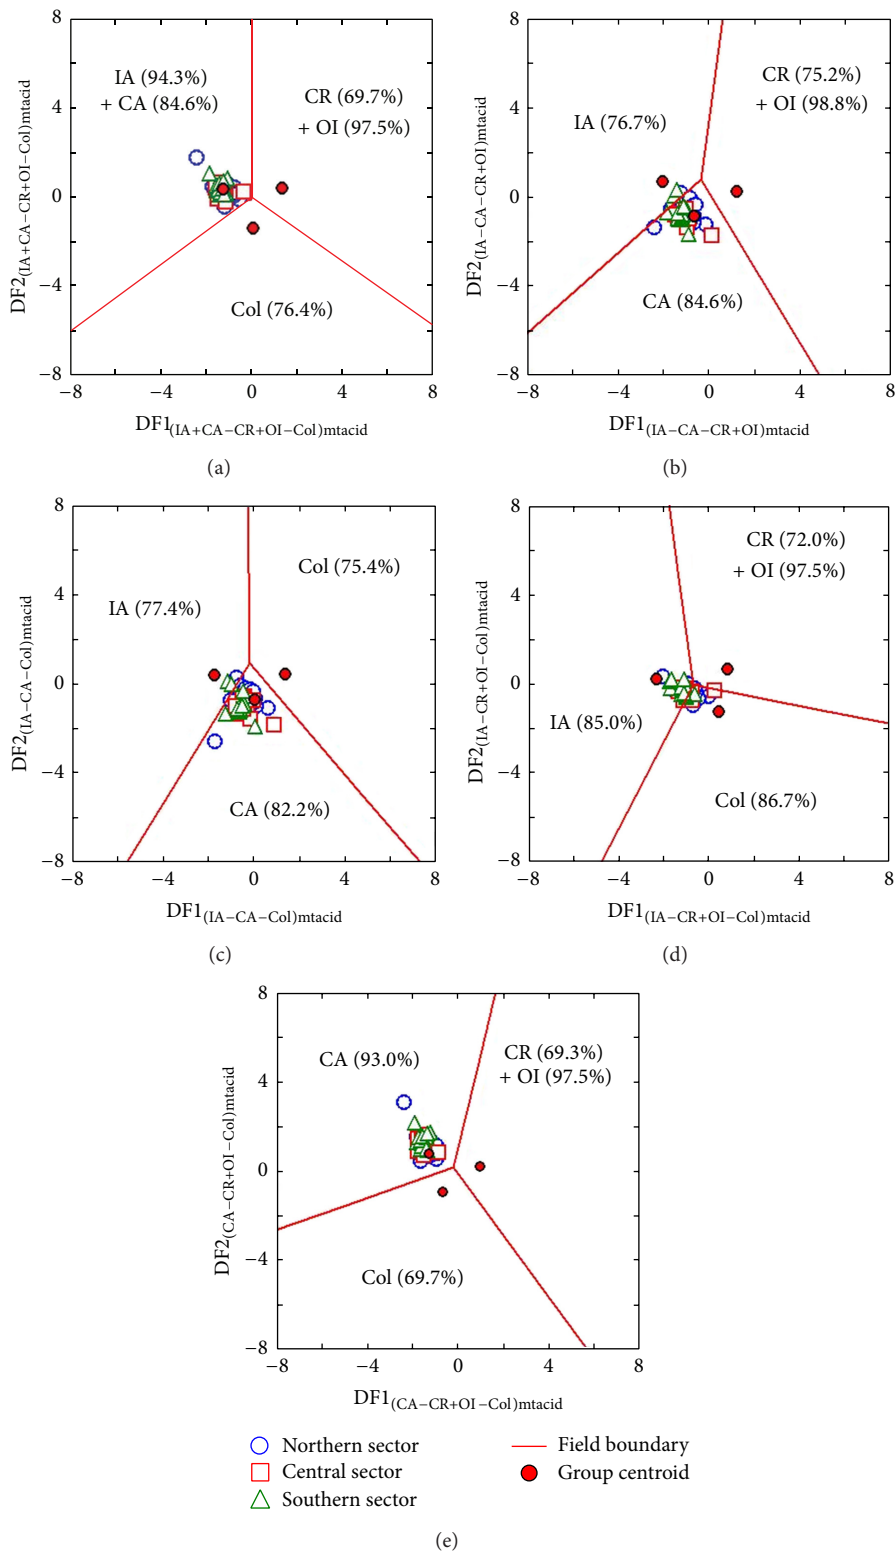 8
4
0
−4
−8
−8
−4
0
4
8
IA (94.3%)
+ CA (84.6%)
CR (69.7%)
+ OI (97.5%)
Col (76.4%)
DF2(IA+CA−CR+OI−Col)mtacid
DF1(IA+CA−CR+OI−Col)mtacid
(a)
8
4
0
−4
−8
−8
−4
0
4
8
IA (76.7%)
CR (75.2%)
+ OI (98.8%)
CA (84.6%)
DF2(IA−CA−CR+OI)mtacid
DF1(IA−CA−CR+OI)mtacid
(b)
8
4
0
−4
−8
−8
−4
0
4
8
IA (77.4%)
Col (75.4%)
CA (82.2%)
DF2(IA−CA−Col)mtacid
DF1(IA−CA−Col)mtacid
(c)
8
4
0
−4
−8
−8
−4
0
4
8
CR (72.0%)
+ OI (97.5%)
IA (85.0%)
Col (86.7%)
DF2(IA−CR+OI−Col)mtacid
DF1(IA−CR+OI−Col)mtacid
(d)
8
4
0
−4
−8
−8
−4
0
4
8
CA (93.0%)
CR (69.3%)
+ OI (97.5%)
Col (69.7%)
DF2(CA−CR+OI−Col)mtacid
DF1(CA−CR+OI−Col)mtacid
Northern sector
Central sector
Southern sector
Field boundary
Group centroid
(e)